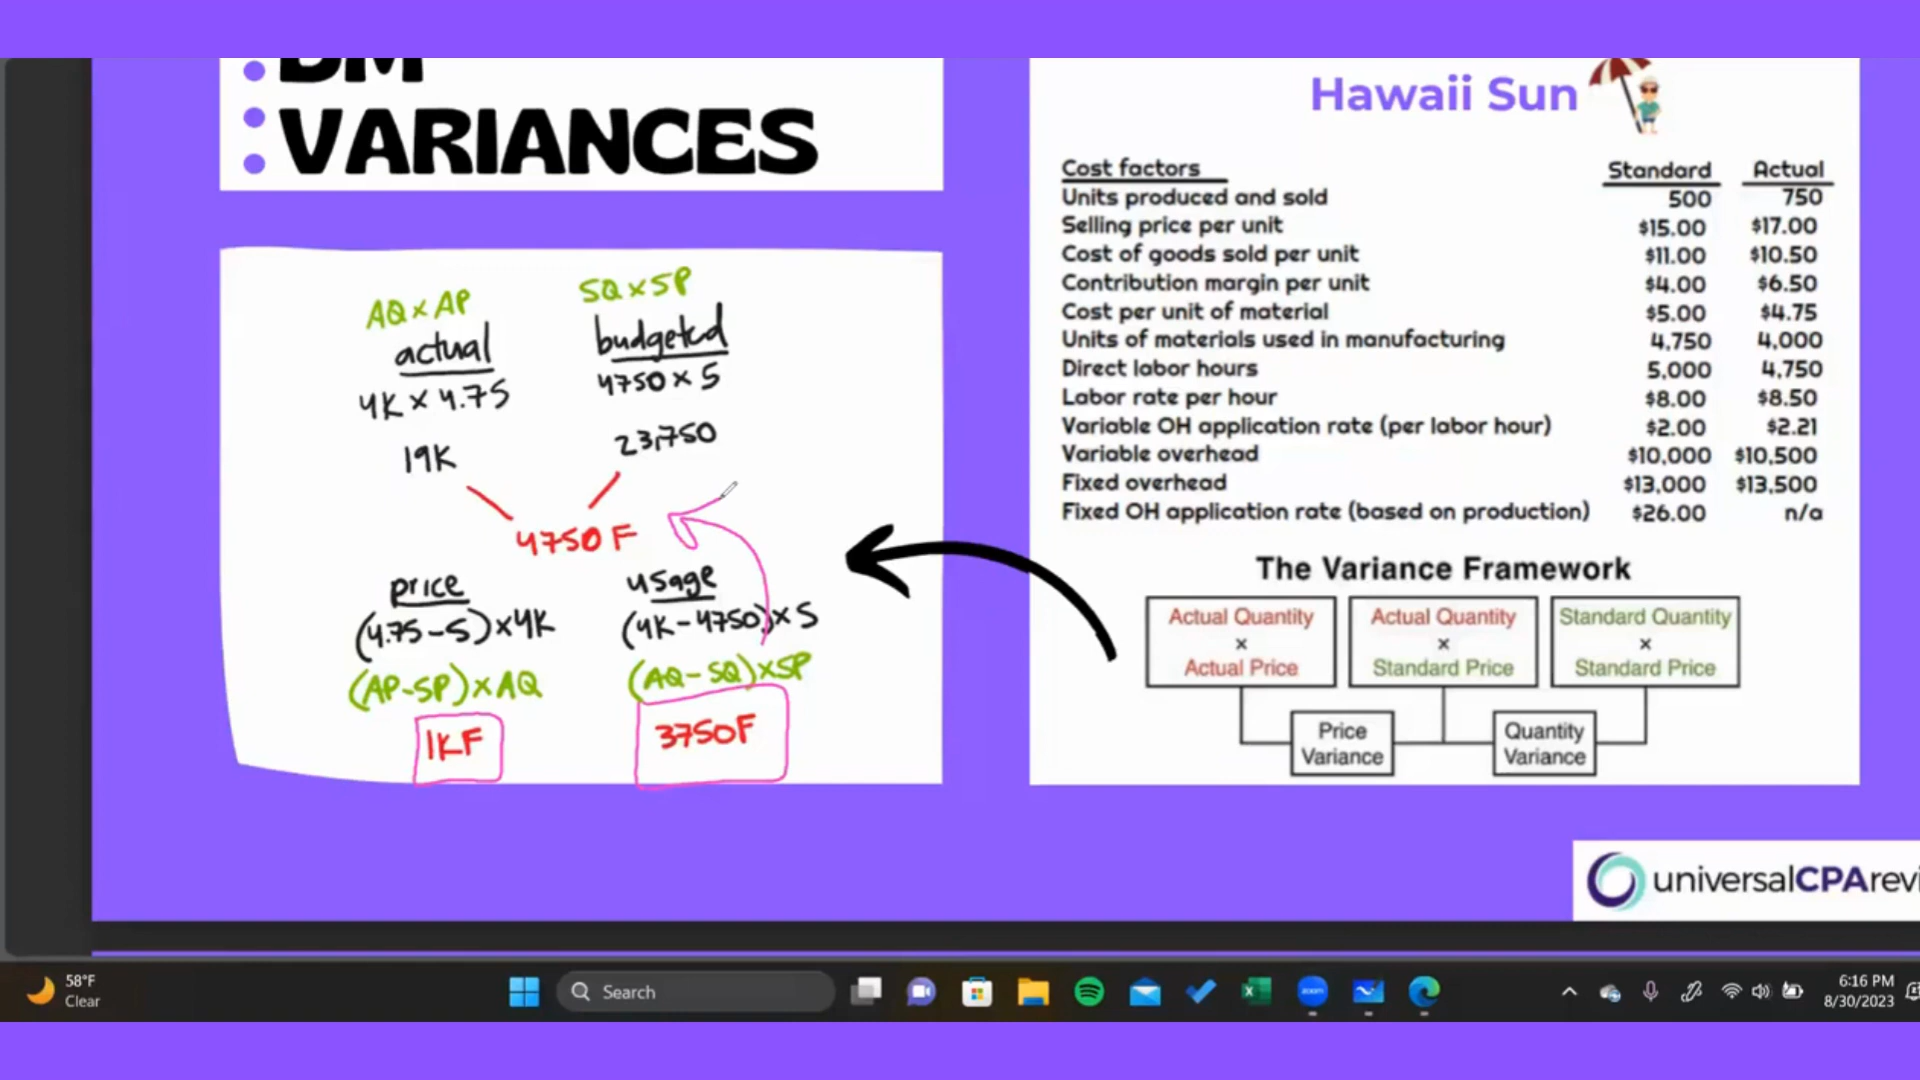 DM
VARIANCES
AQ x AP
actual
4K x 4.75
19K
SQ x SP
budgeted
4750 x 5
23,750
4750 F
price
(4.75-5)x4K
(AP-SP)xAQ
1KF
usage
(4K-4750)x5
(AQ-SQ)xSP
3750F
Hawaii Sun
Cost factors Standard Actual
Units produced and sold 500 750
Selling price per unit $15.00 $17.00
Cost of goods sold per unit $11.00 $10.50
Contribution margin per unit $4.00 $6.50
Cost per unit of material $5.00 $4.75
Units of materials used in manufacturing 4,750 4,000
Direct labor hours 5,000 4,750
Labor rate per hour $8.00 $8.50
Variable OH application rate (per labor hour) $2.00 $2.21
Variable overhead $10,000 $10,500
Fixed overhead $13,000 $13,500
Fixed OH application rate (based on production) $26.00 n/a
The Variance Framework
Actual Quantity
x
Actual Price
Actual Quantity
x
Standard Price
Standard Quantity
x
Standard Price
Price
Variance
Quantity
Variance
universalCPArevi
58°F
Clear
Search
zoom
6:16 PM
8/30/2023